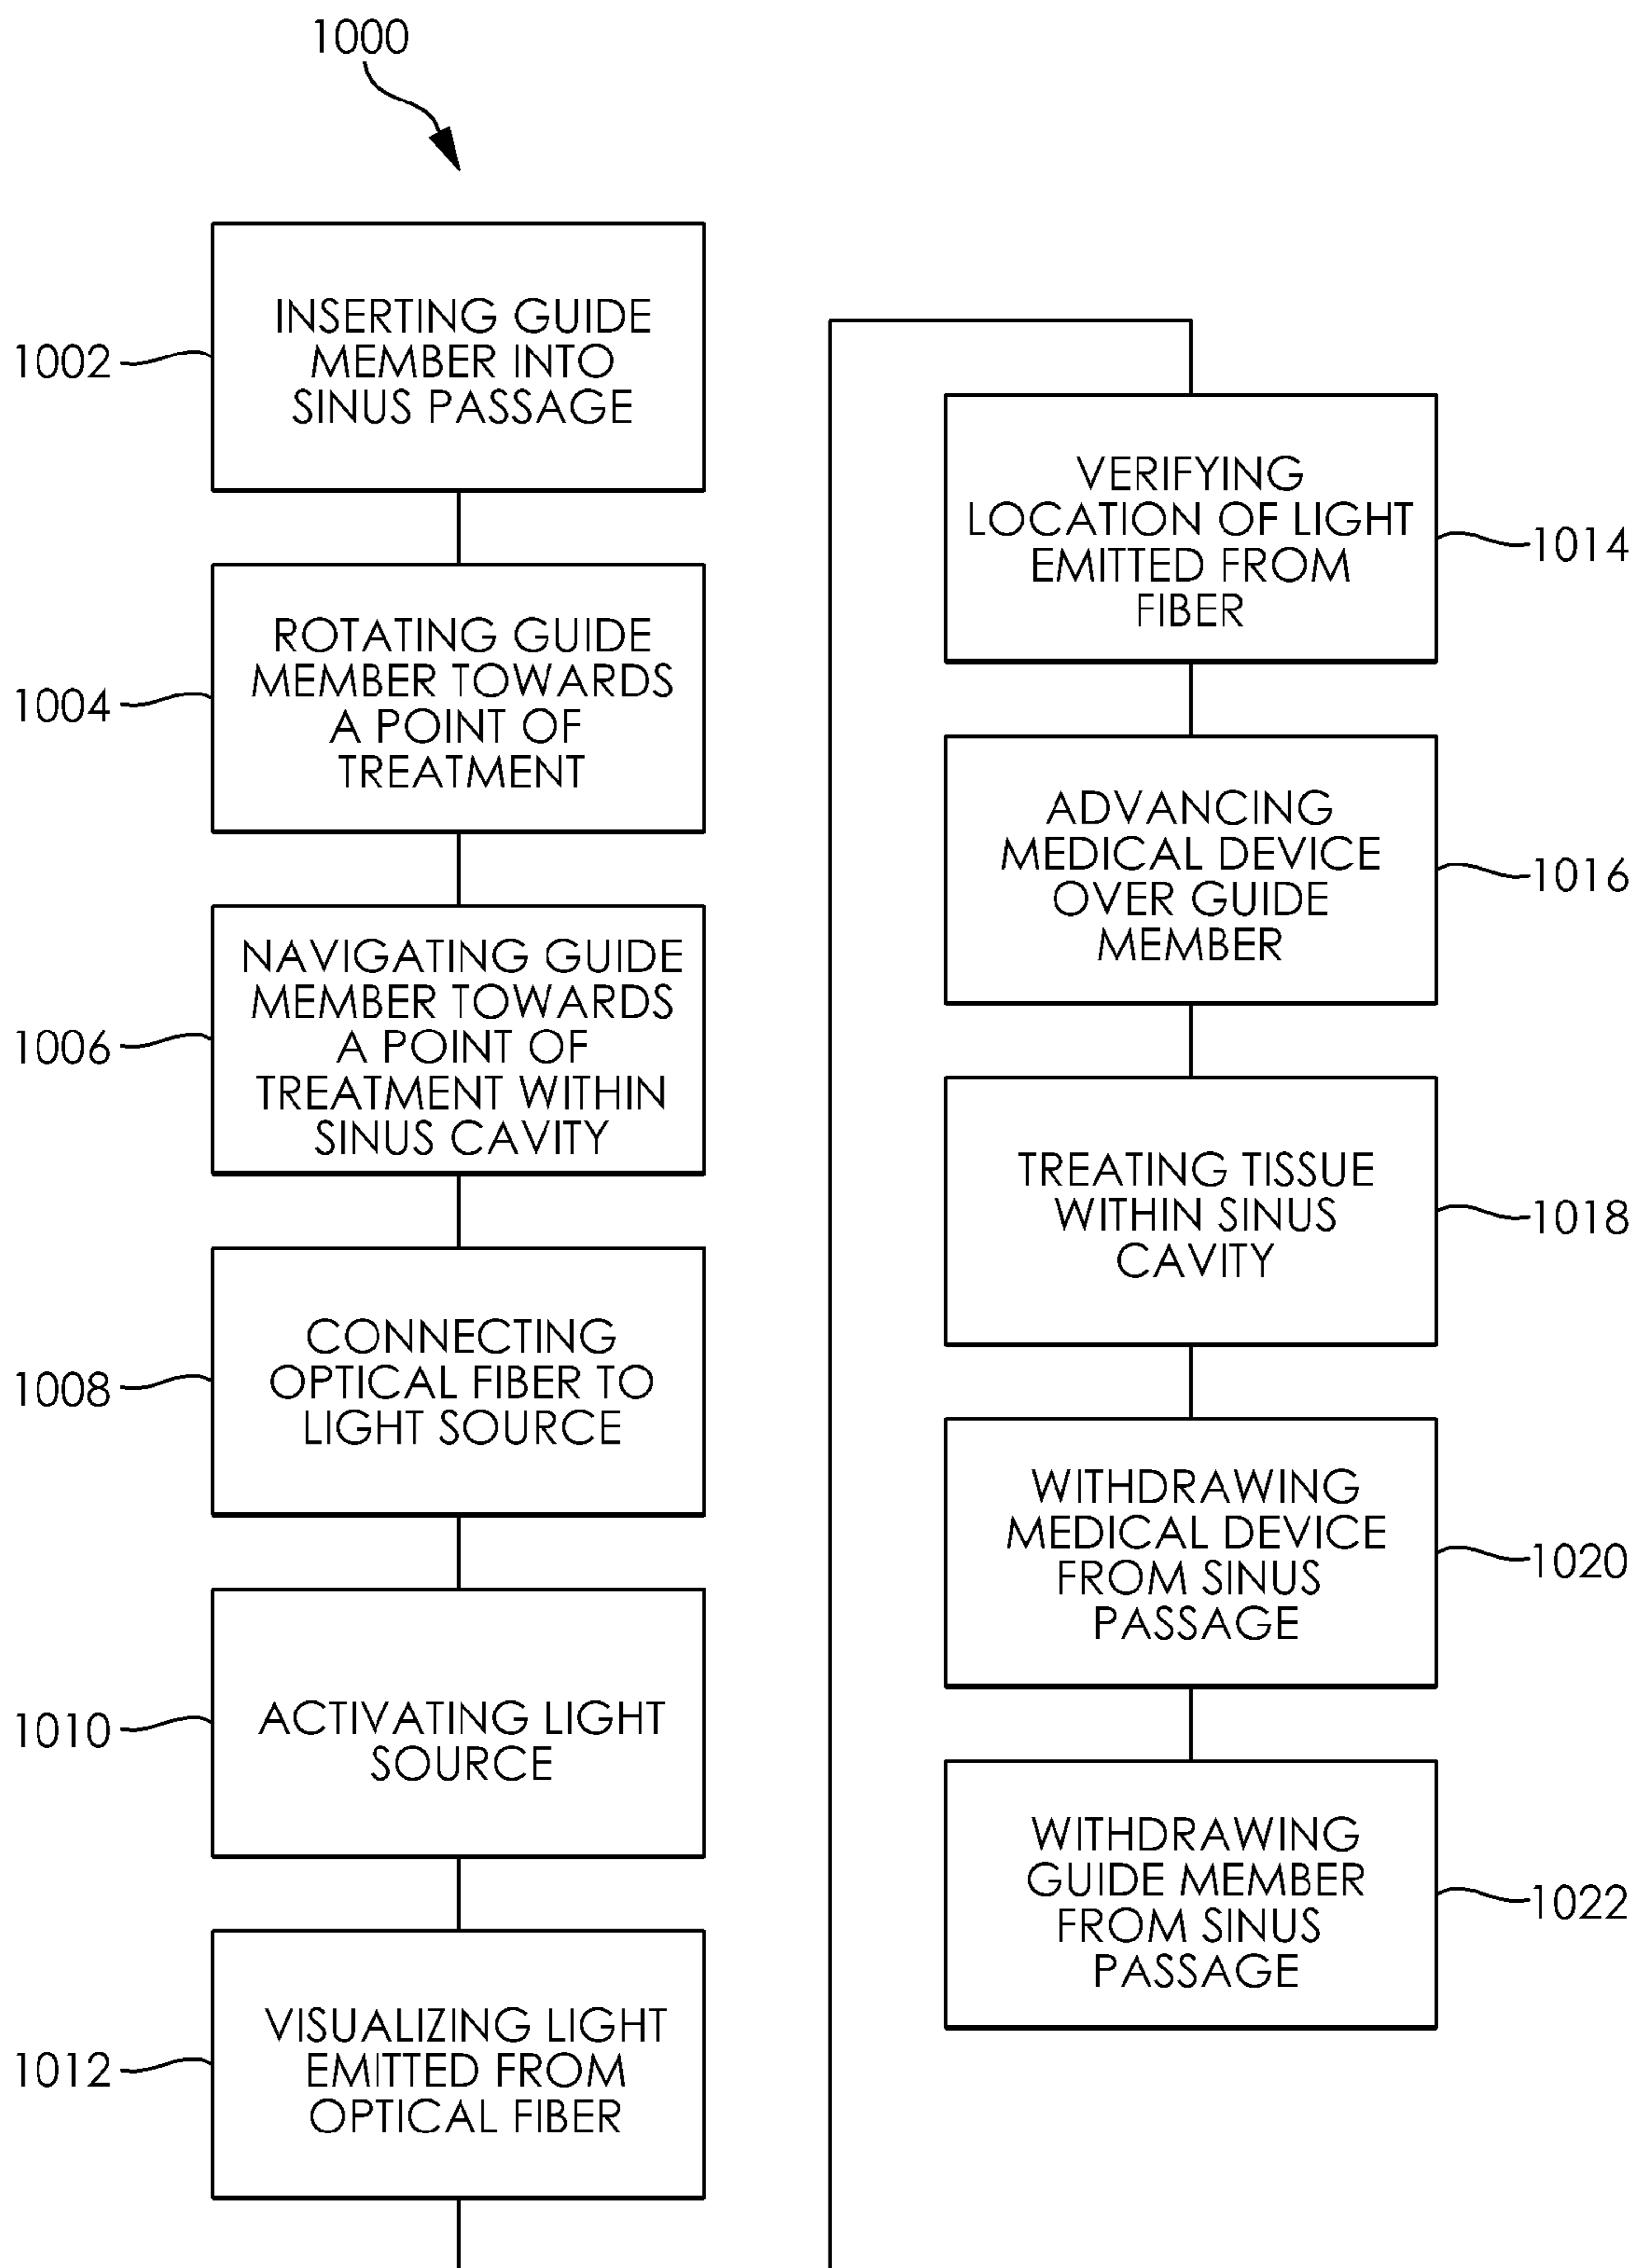 1000
1002
INSERTING GUIDE
MEMBER INTO
SINUS PASSAGE
1004
ROTATING GUIDE
MEMBER TOWARDS
A POINT OF
TREATMENT
1006
NAVIGATING GUIDE
MEMBER TOWARDS
A POINT OF
TREATMENT WITHIN
SINUS CAVITY
1008
CONNECTING
OPTICAL FIBER TO
LIGHT SOURCE
1010
ACTIVATING LIGHT
SOURCE
1012
VISUALIZING LIGHT
EMITTED FROM
OPTICAL FIBER
VERIFYING
LOCATION OF LIGHT
EMITTED FROM
FIBER
1014
ADVANCING
MEDICAL DEVICE
OVER GUIDE
MEMBER
1016
TREATING TISSUE
WITHIN SINUS
CAVITY
1018
WITHDRAWING
MEDICAL DEVICE
FROM SINUS
PASSAGE
1020
WITHDRAWING
GUIDE MEMBER
FROM SINUS
PASSAGE
1022